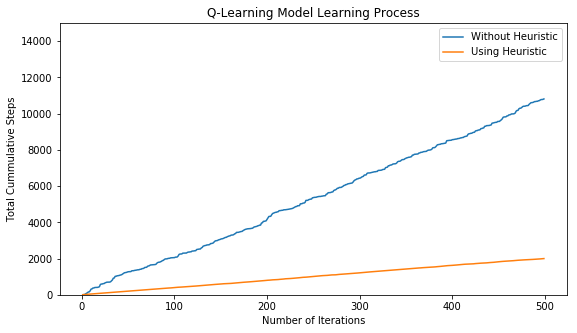 Q-Learning Model Learning Process
Without Heuristic
Using Heuristic
Total Cummulative Steps
14000
12000
10000
8000
6000
4000
2000
0
0 100 200 300 400 500
Number of Iterations